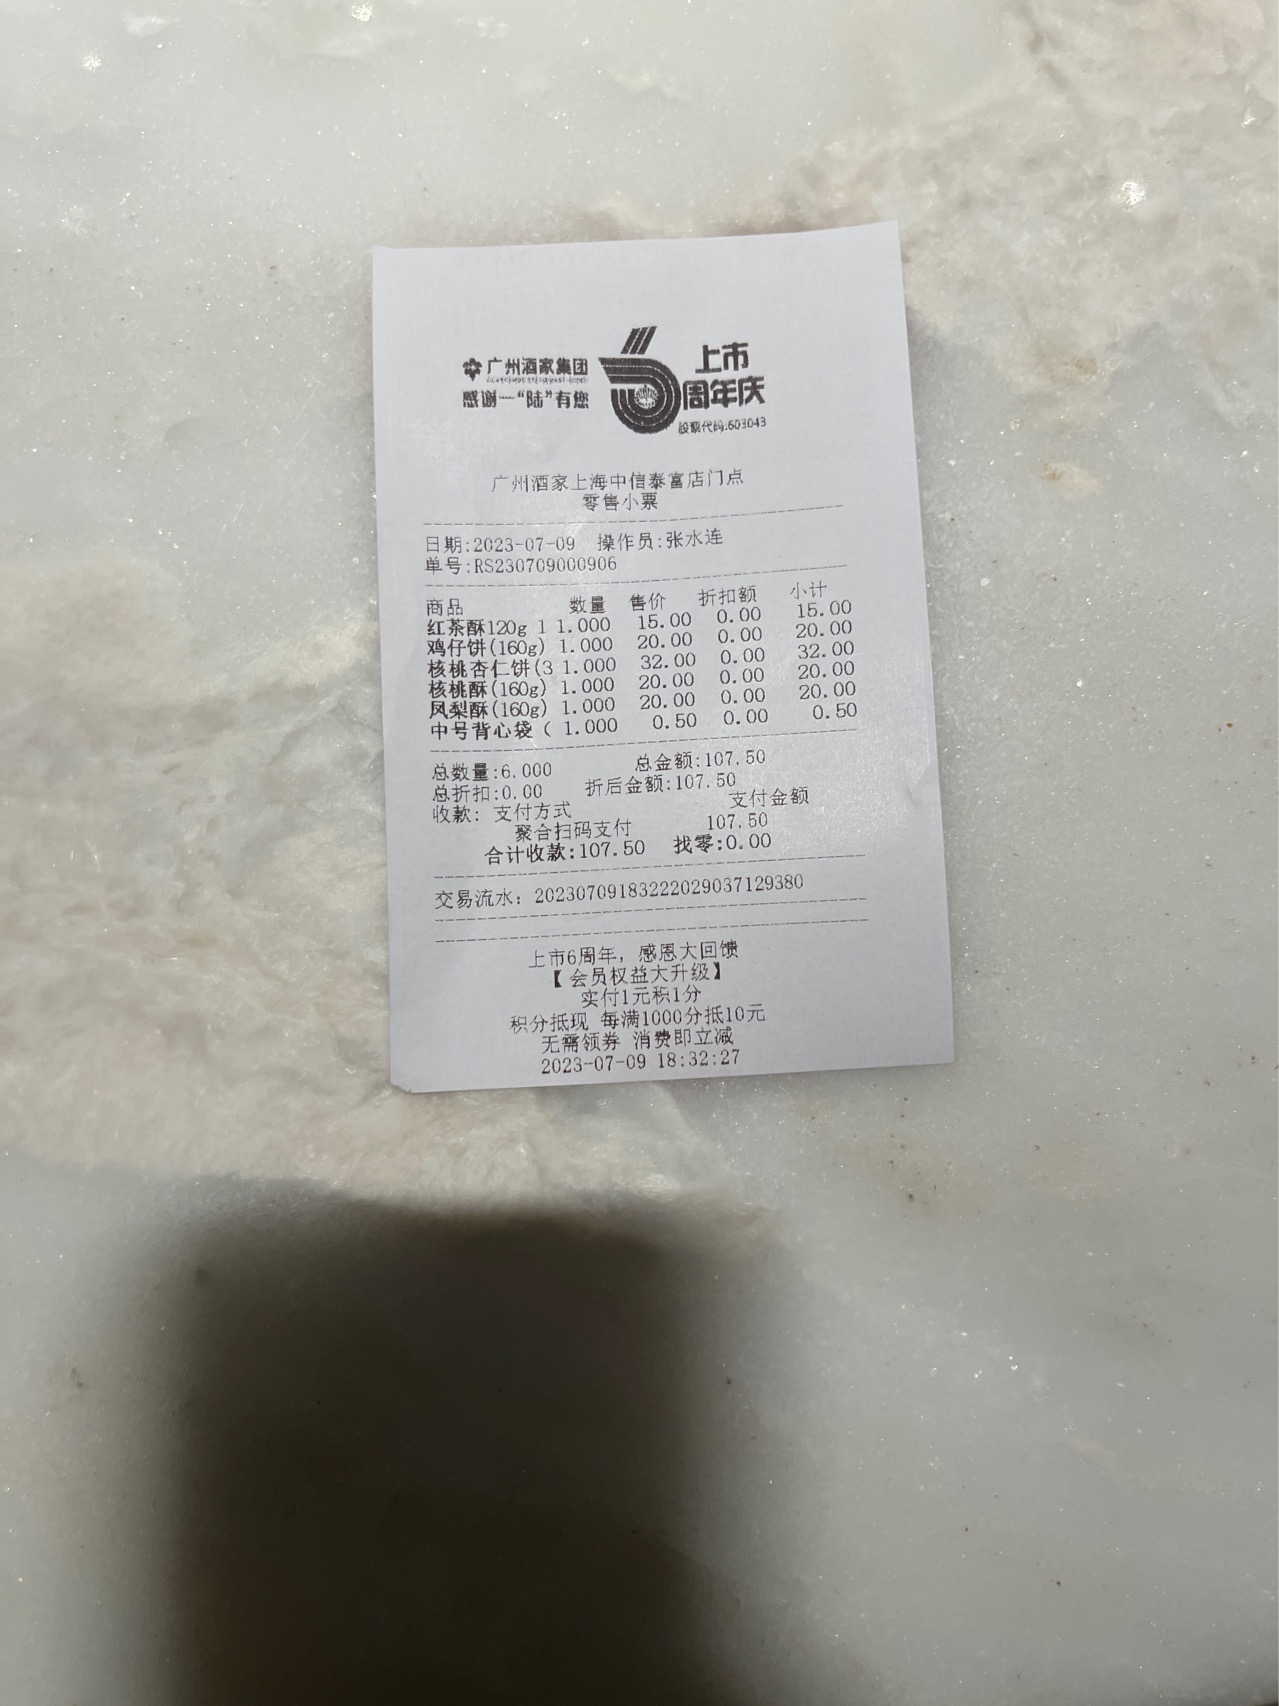 广州酒家集团
感谢一“陆”有您
6
上市
周年庆
股票代码:603043
广州酒家上海中信泰富店门点
零售小票
日期:2023-07-09 操作员:张水连
单号:RS230709000906
商品 数量 售价 折扣额 小计
红茶酥120g 1 1.000 15.00 0.00 15.00
鸡仔饼(160g) 1.000 20.00 0.00 20.00
核桃杏仁饼(3 1.000 32.00 0.00 32.00
核桃酥(160g) 1.000 20.00 0.00 20.00
凤梨酥(160g) 1.000 20.00 0.00 20.00
中号背心袋( 1.000 0.50 0.00 0.50
总数量:6.000 总金额:107.50
总折扣:0.00 折后金额:107.50
收款: 支付方式 支付金额
聚合扫码支付 107.50
合计收款:107.50 找零:0.00
交易流水: 20230709183222029037129380
上市6周年, 感恩大回馈
【会员权益大升级】
实付1元积1分
积分抵现 每满1000分抵10元
无需领券 消费即立减
2023-07-09 18:32:27